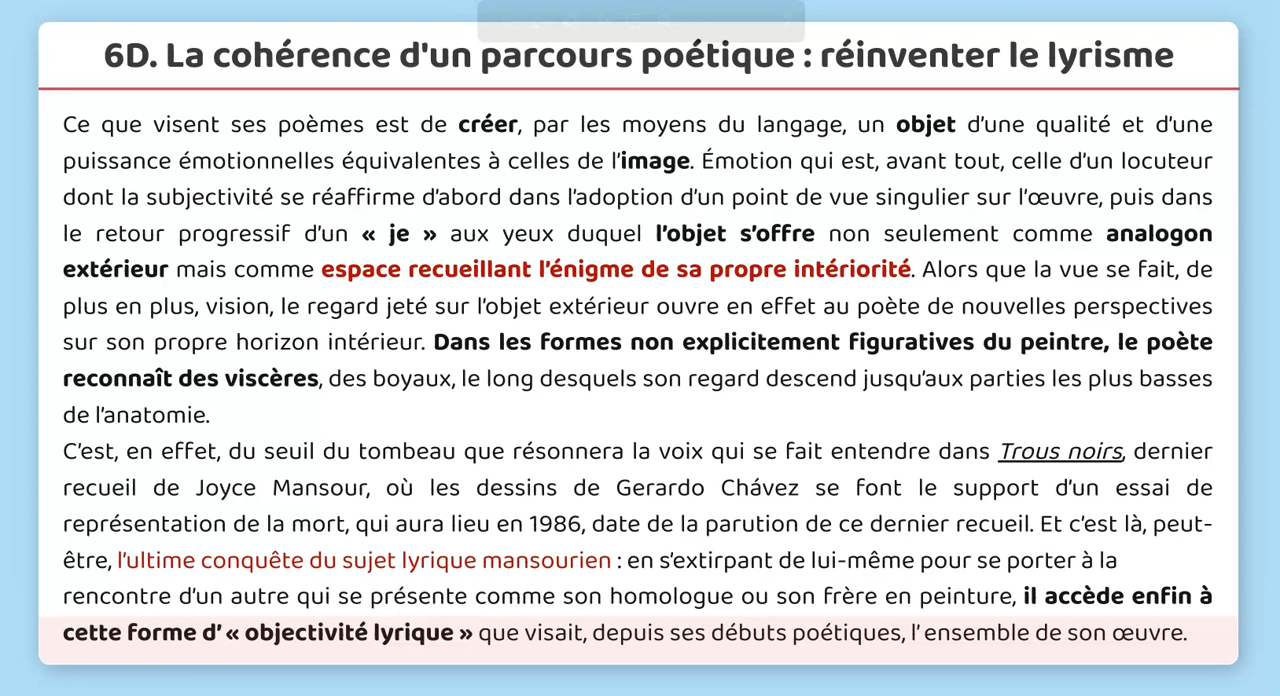 6D. La cohérence d'un parcours poétique : réinventer le lyrisme
Ce que visent ses poèmes est de créer, par les moyens du langage, un objet d'une qualité et d'une
puissance émotionnelles équivalentes à celles de l'image. Émotion qui est, avant tout, celle d'un locuteur
dont la subjectivité se réaffirme d'abord dans l'adoption d'un point de vue singulier sur l'œuvre, puis dans
le retour progressif d'un « je » aux yeux duquel l'objet s'offre non seulement comme analogon
extérieur mais comme espace recueillant l'énigme de sa propre intériorité. Alors que la vue se fait, de
plus en plus, vision, le regard jeté sur l'objet extérieur ouvre en effet au poète de nouvelles perspectives
sur son propre horizon intérieur. Dans les formes non explicitement figuratives du peintre, le poète
reconnaît des viscères, des boyaux, le long desquels son regard descend jusqu'aux parties les plus basses
de l'anatomie.
C'est, en effet, du seuil du tombeau que résonnera la voix qui se fait entendre dans Trous noirs, dernier
recueil de Joyce Mansour, où les dessins de Gerardo Chávez se font le support d'un essai de
représentation de la mort, qui aura lieu en 1986, date de la parution de ce dernier recueil. Et c'est là, peut-
être, l'ultime conquête du sujet lyrique mansourien : en s'extirpant de lui-même pour se porter à la
rencontre d'un autre qui se présente comme son homologue ou son frère en peinture, il accède enfin à
cette forme d' « objectivité lyrique » que visait, depuis ses débuts poétiques, l' ensemble de son œuvre.